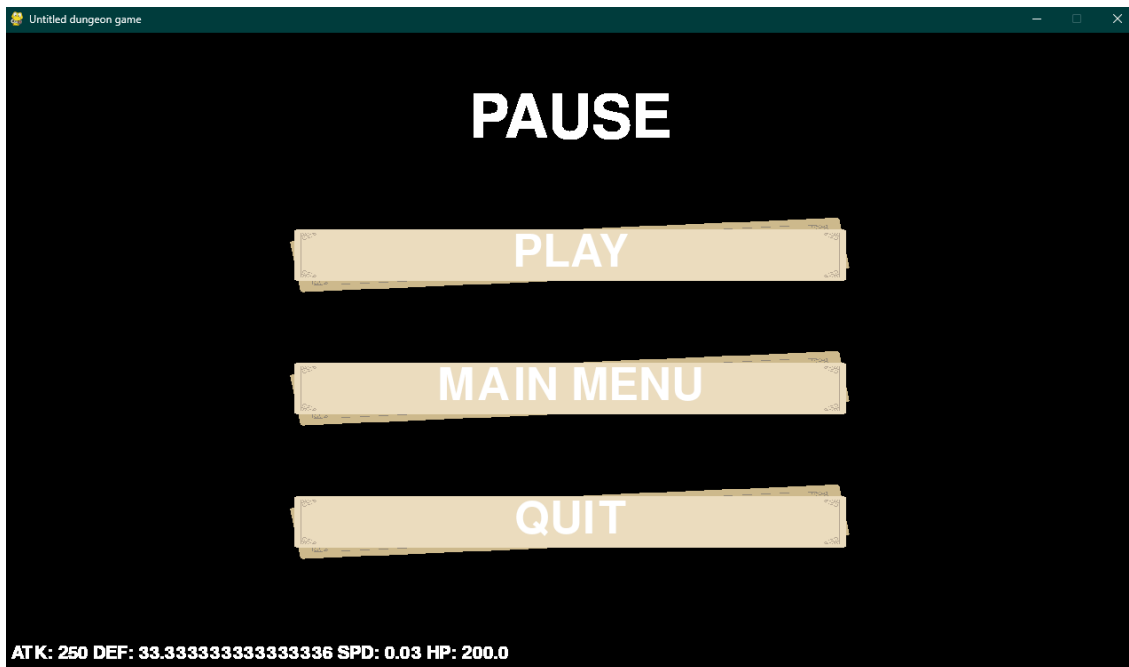 Untitled dungeon game
PAUSE
PLAY
MAIN MENU
QUIT
ATK: 250 DEF: 33.333333333333336 SPD: 0.03 HP: 200.0